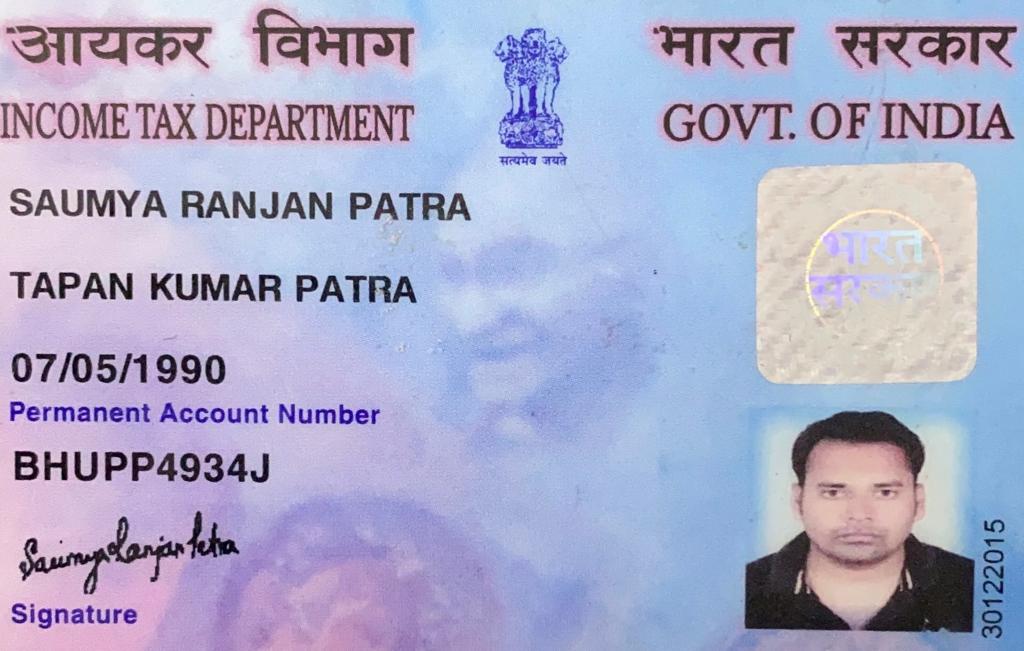 आयकर विभाग
INCOME TAX DEPARTMENT
भारत सरकार
GOVT. OF INDIA
सत्यमेव जयते
SAUMYA RANJAN PATRA
TAPAN KUMAR PATRA
07/05/1990
Permanent Account Number
BHUPP4934J
Saumya Ranjan Patra
Signature
भारत
सरकार
30122015